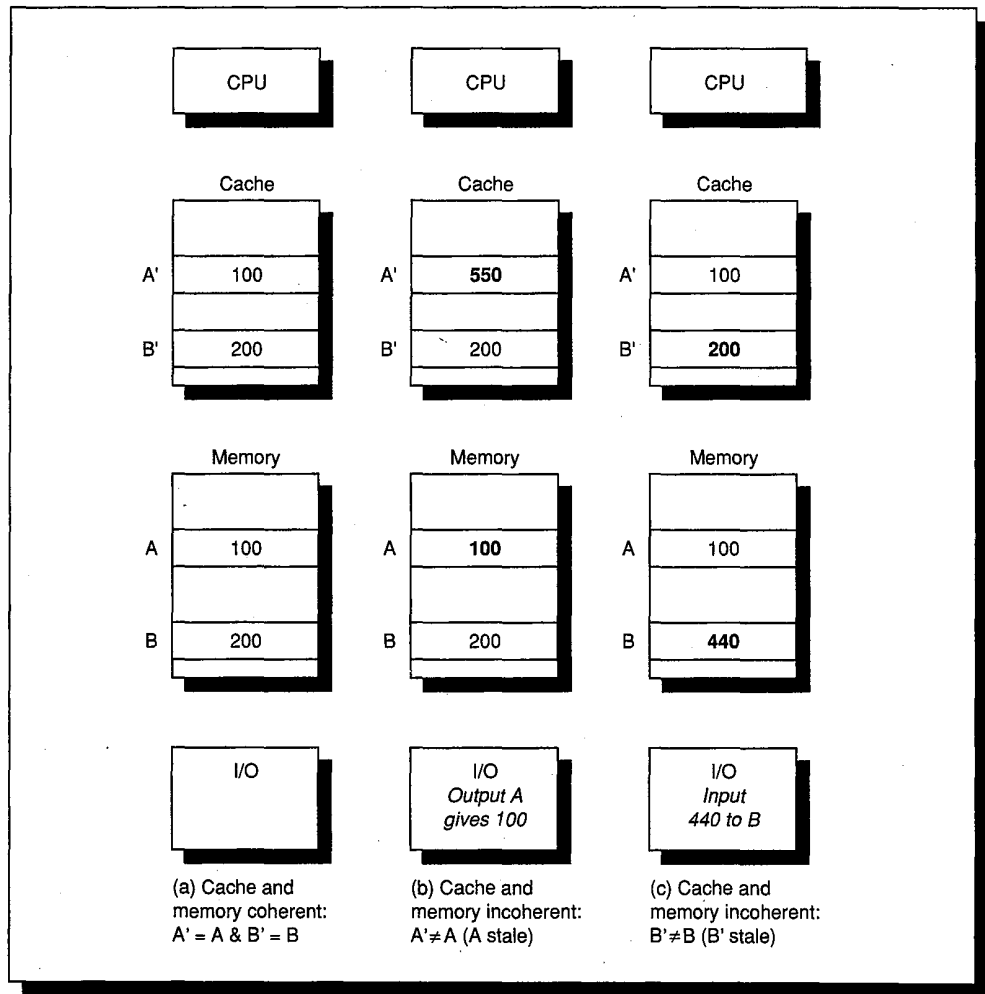 CPU
CPU
CPU
Cache
Cache
Cache
A' 100
A' 550
A' 100
B' 200
B' 200
B' 200
Memory
Memory
Memory
A 100
A 100
A 100
B 200
B 200
B 440
I/O
I/O
Output A
gives 100
I/O
Input
440 to B
(a) Cache and
memory coherent:
A' = A & B' = B
(b) Cache and
memory incoherent:
A'≠A (A stale)
(c) Cache and
memory incoherent:
B'≠B (B' stale)